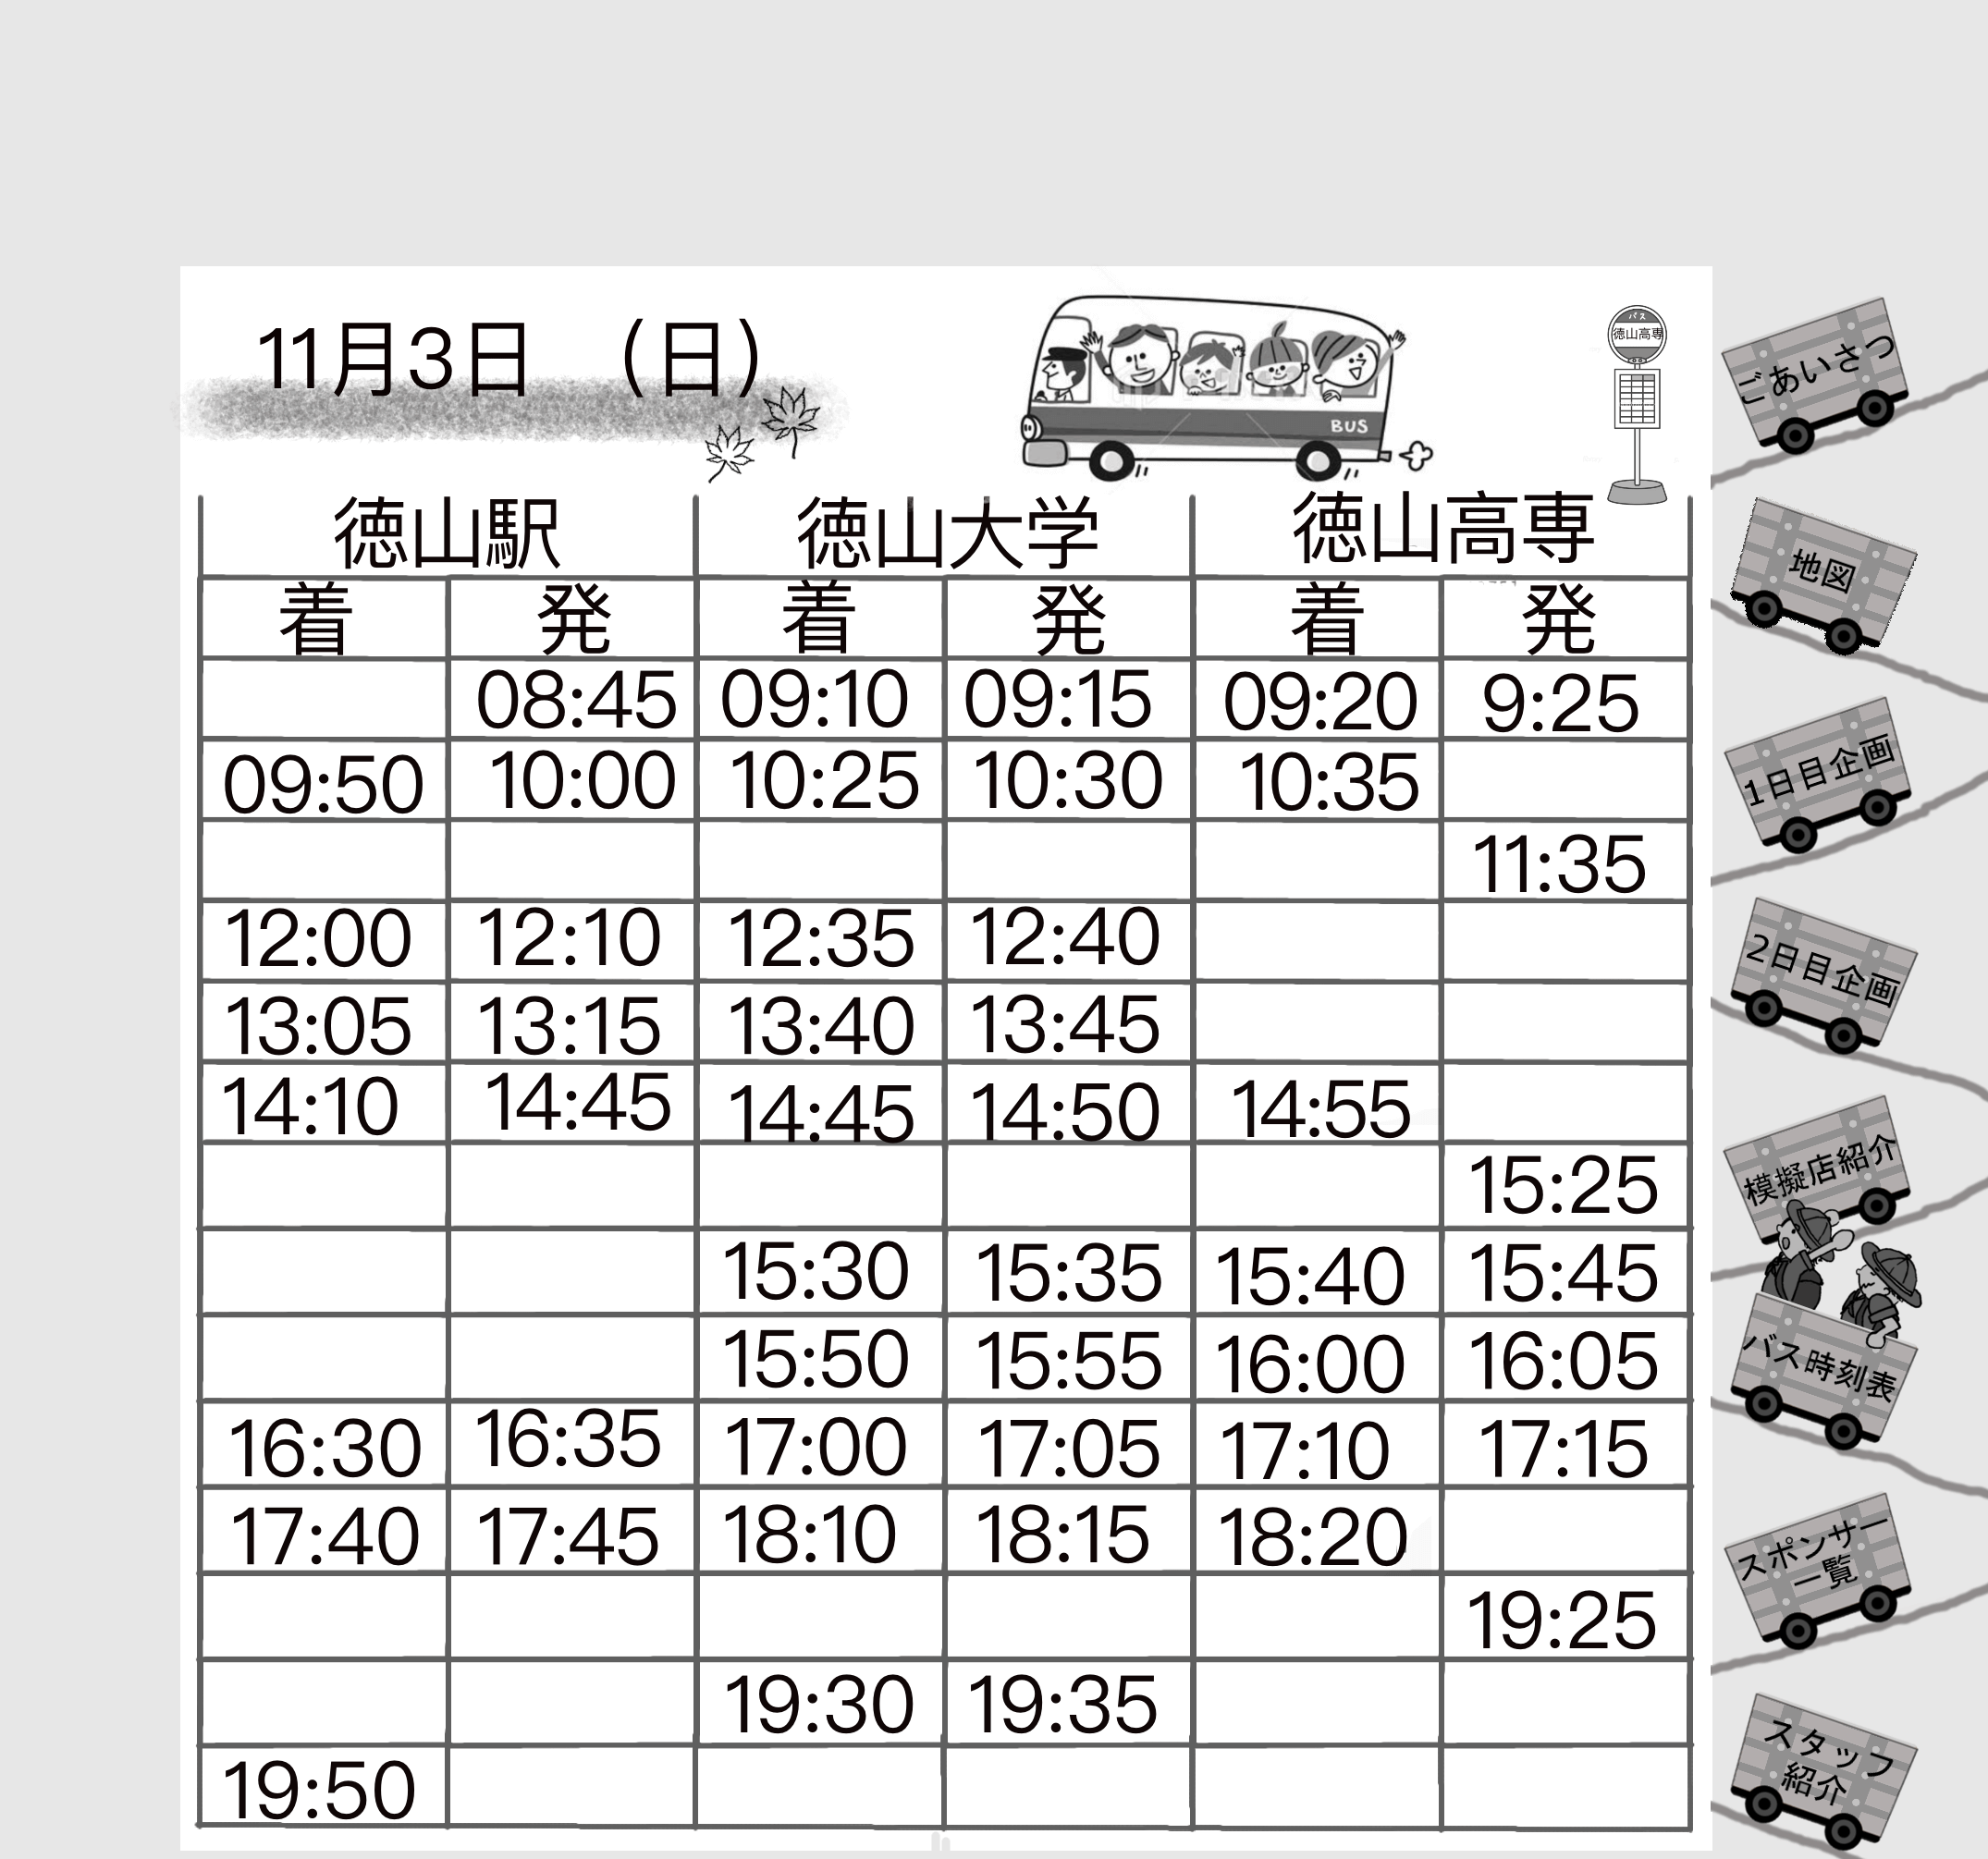 11月3日 (日)
BUS
バス
徳山高専
徳山駅 徳山大学 徳山高専
着 発 着 発 着 発
08:45 09:10 09:15 09:20 9:25
09:50 10:00 10:25 10:30 10:35
11:35
12:00 12:10 12:35 12:40
13:05 13:15 13:40 13:45
14:10 14:45 14:45 14:50 14:55
15:25
15:30 15:35 15:40 15:45
15:50 15:55 16:00 16:05
16:30 16:35 17:00 17:05 17:10 17:15
17:40 17:45 18:10 18:15 18:20
19:25
19:30 19:35
19:50
ごあいさつ
地図
1日目企画
2日目企画
模擬店紹介
バス時刻表
スポンサー
一覧
スタッフ
紹介